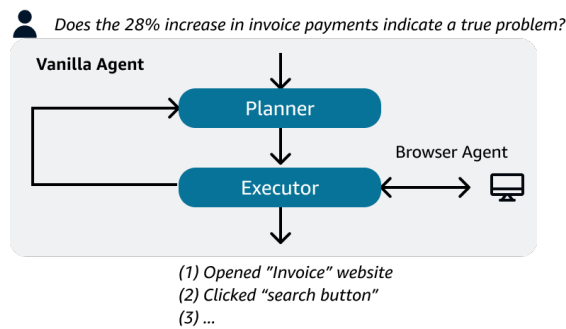 Does the 28% increase in invoice payments indicate a true problem?
Vanilla Agent
Planner
Browser Agent
Executor
(1) Opened ”Invoice” website
(2) Clicked “search button”
(3) ...